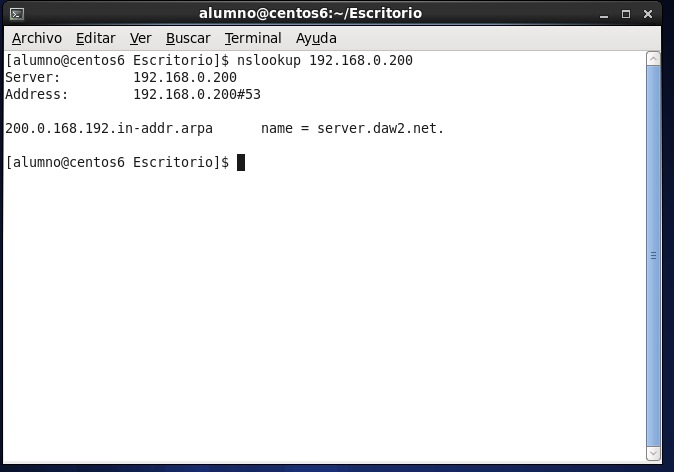 alumno@centos6:~/Escritorio
Archivo Editar Ver Buscar Terminal Ayuda
[alumno@centos6 Escritorio]$ nslookup 192.168.0.200
Server:         192.168.0.200
Address:        192.168.0.200#53
200.0.168.192.in-addr.arpa      name = server.daw2.net.
[alumno@centos6 Escritorio]$